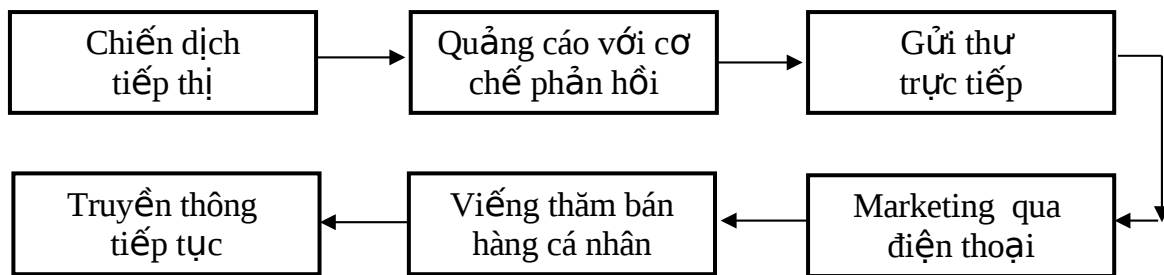 Chiến dịch
tiếp thị
Quảng cáo với cơ
chế phản hồi
Gửi thư
trực tiếp
Marketing qua
điện thoại
Viếng thăm bán
hàng cá nhân
Truyền thông
tiếp tục